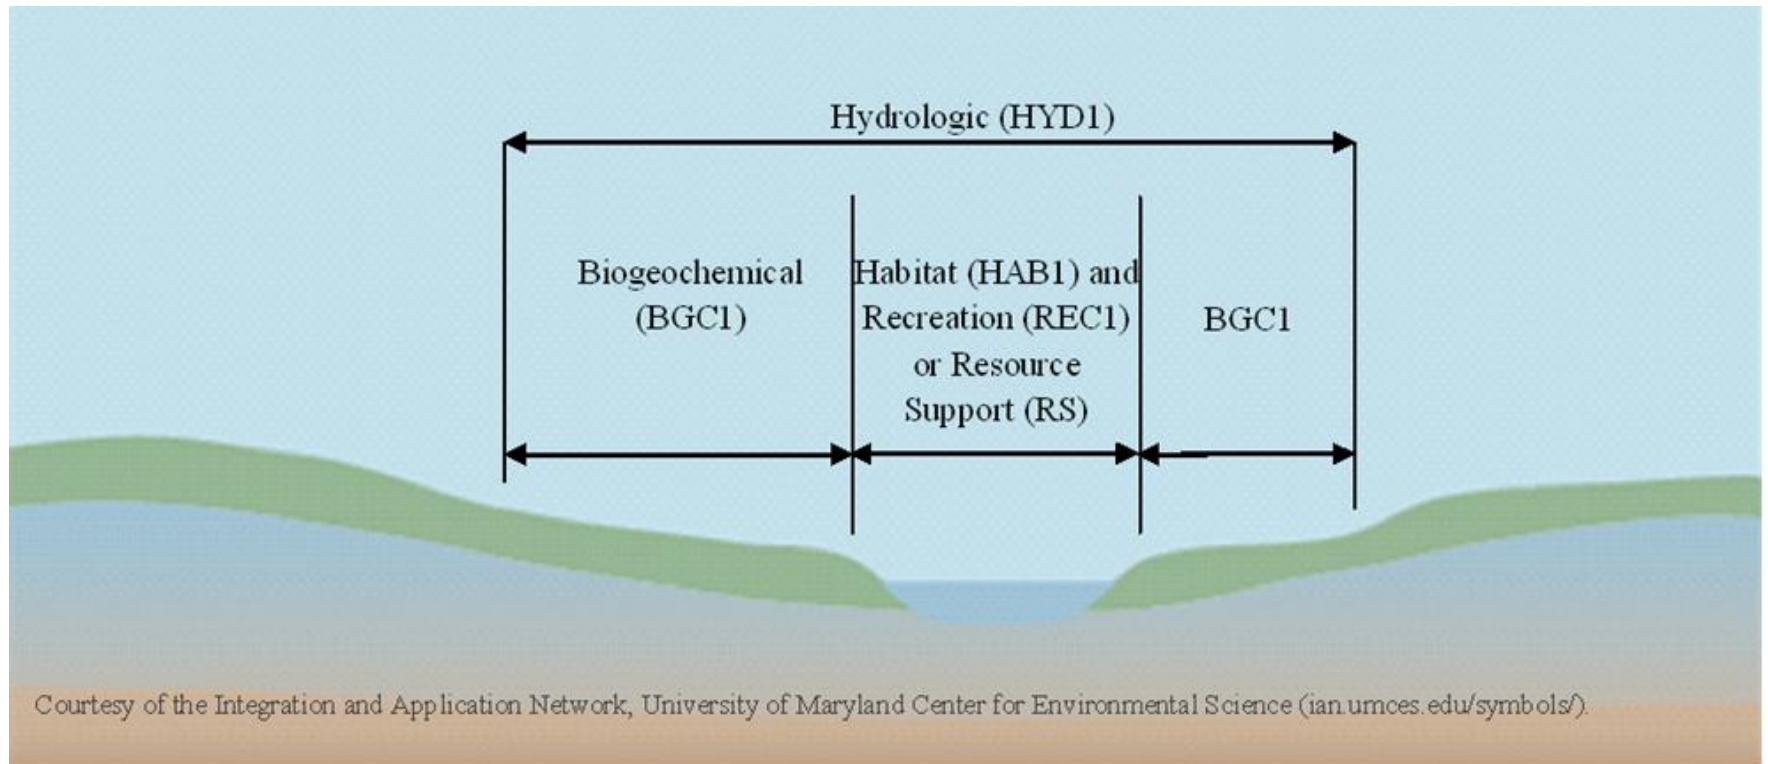 Hydrologic (HYD1)
Biogeochemical
(BGC1)
Habitat (HAB1) and
Recreation (REC1)
or Resource
Support (RS)
BGC1
Courtesy of the Integration and Application Network, University of Maryland Center for Environmental Science (ian.umces.edu/symbols/).